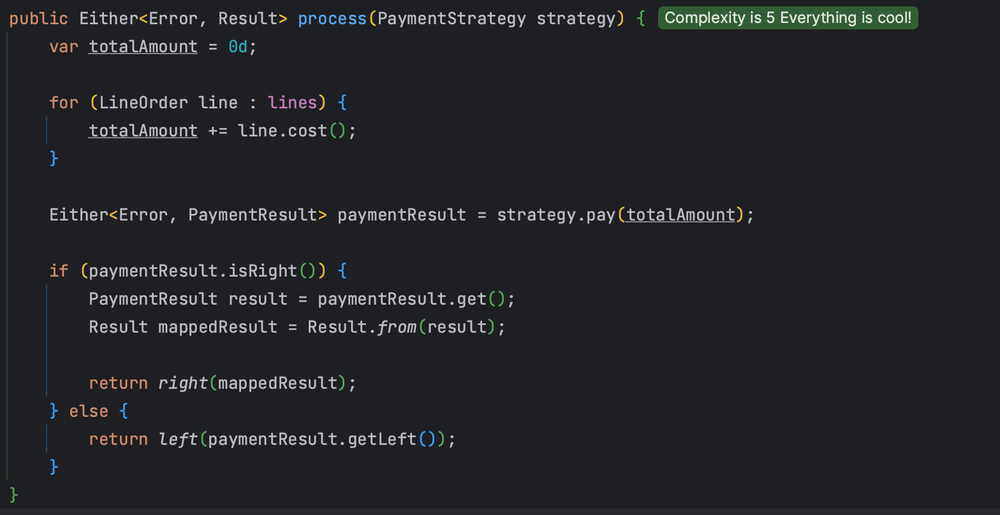 public Either<Error, Result> process(PaymentStrategy strategy) { Complexity is 5 Everything is cool!
    var totalAmount = 0d;
    for (LineOrder line : lines) {
        totalAmount += line.cost();
    }
    Either<Error, PaymentResult> paymentResult = strategy.pay(totalAmount);
    if (paymentResult.isRight()) {
        PaymentResult result = paymentResult.get();
        Result mappedResult = Result.from(result);
        return right(mappedResult);
    } else {
        return left(paymentResult.getLeft());
    }
}